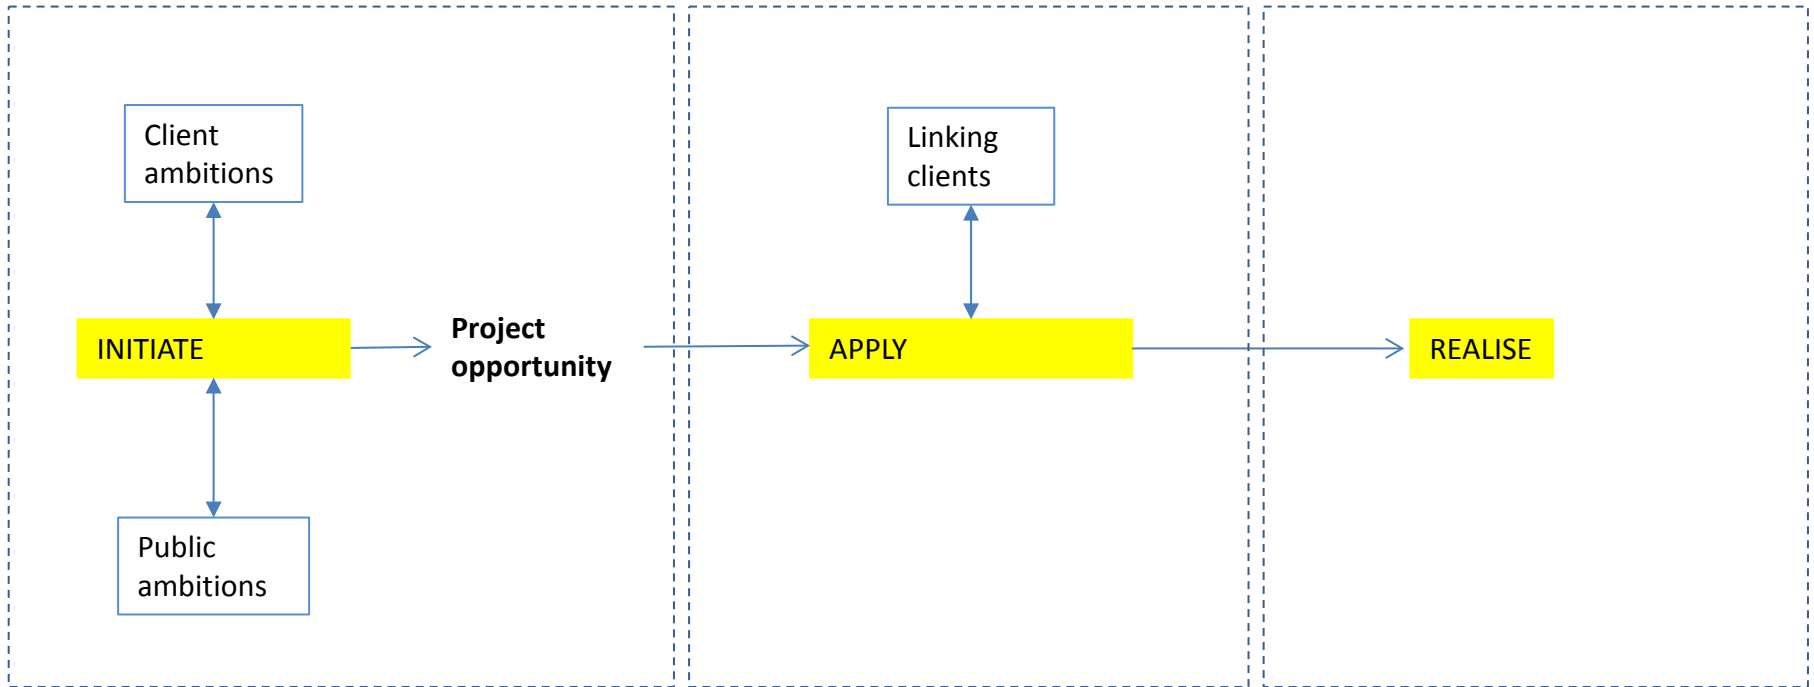 Client
ambitions
Linking
clients
INITIATE
Project
opportunity
APPLY
REALISE
Public
ambitions